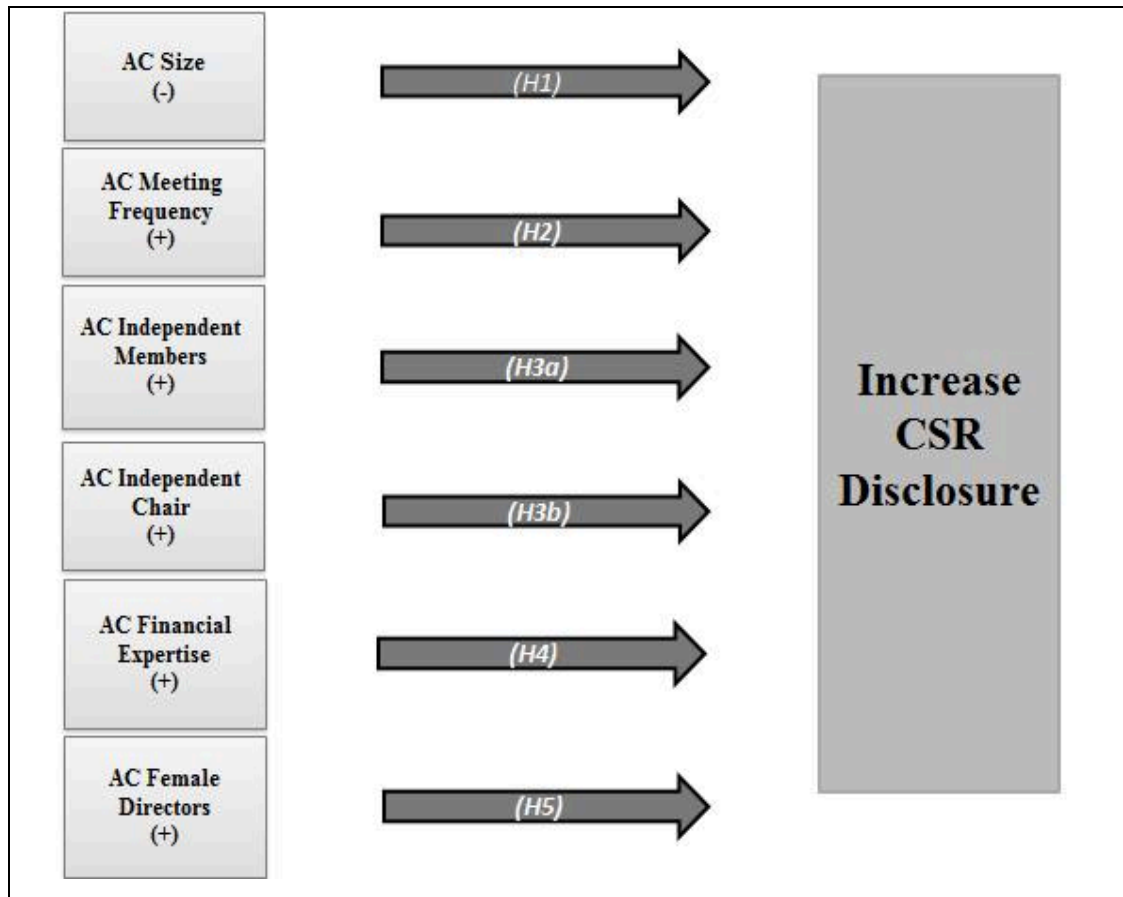 AC Size
(-)
(H1)
AC Meeting
Frequency
(+)
(H2)
AC Independent
Members
(+)
(H3a)
AC Independent
Chair
(+)
(H3b)
AC Financial
Expertise
(+)
(H4)
AC Female
Directors
(+)
(H5)
Increase
CSR
Disclosure